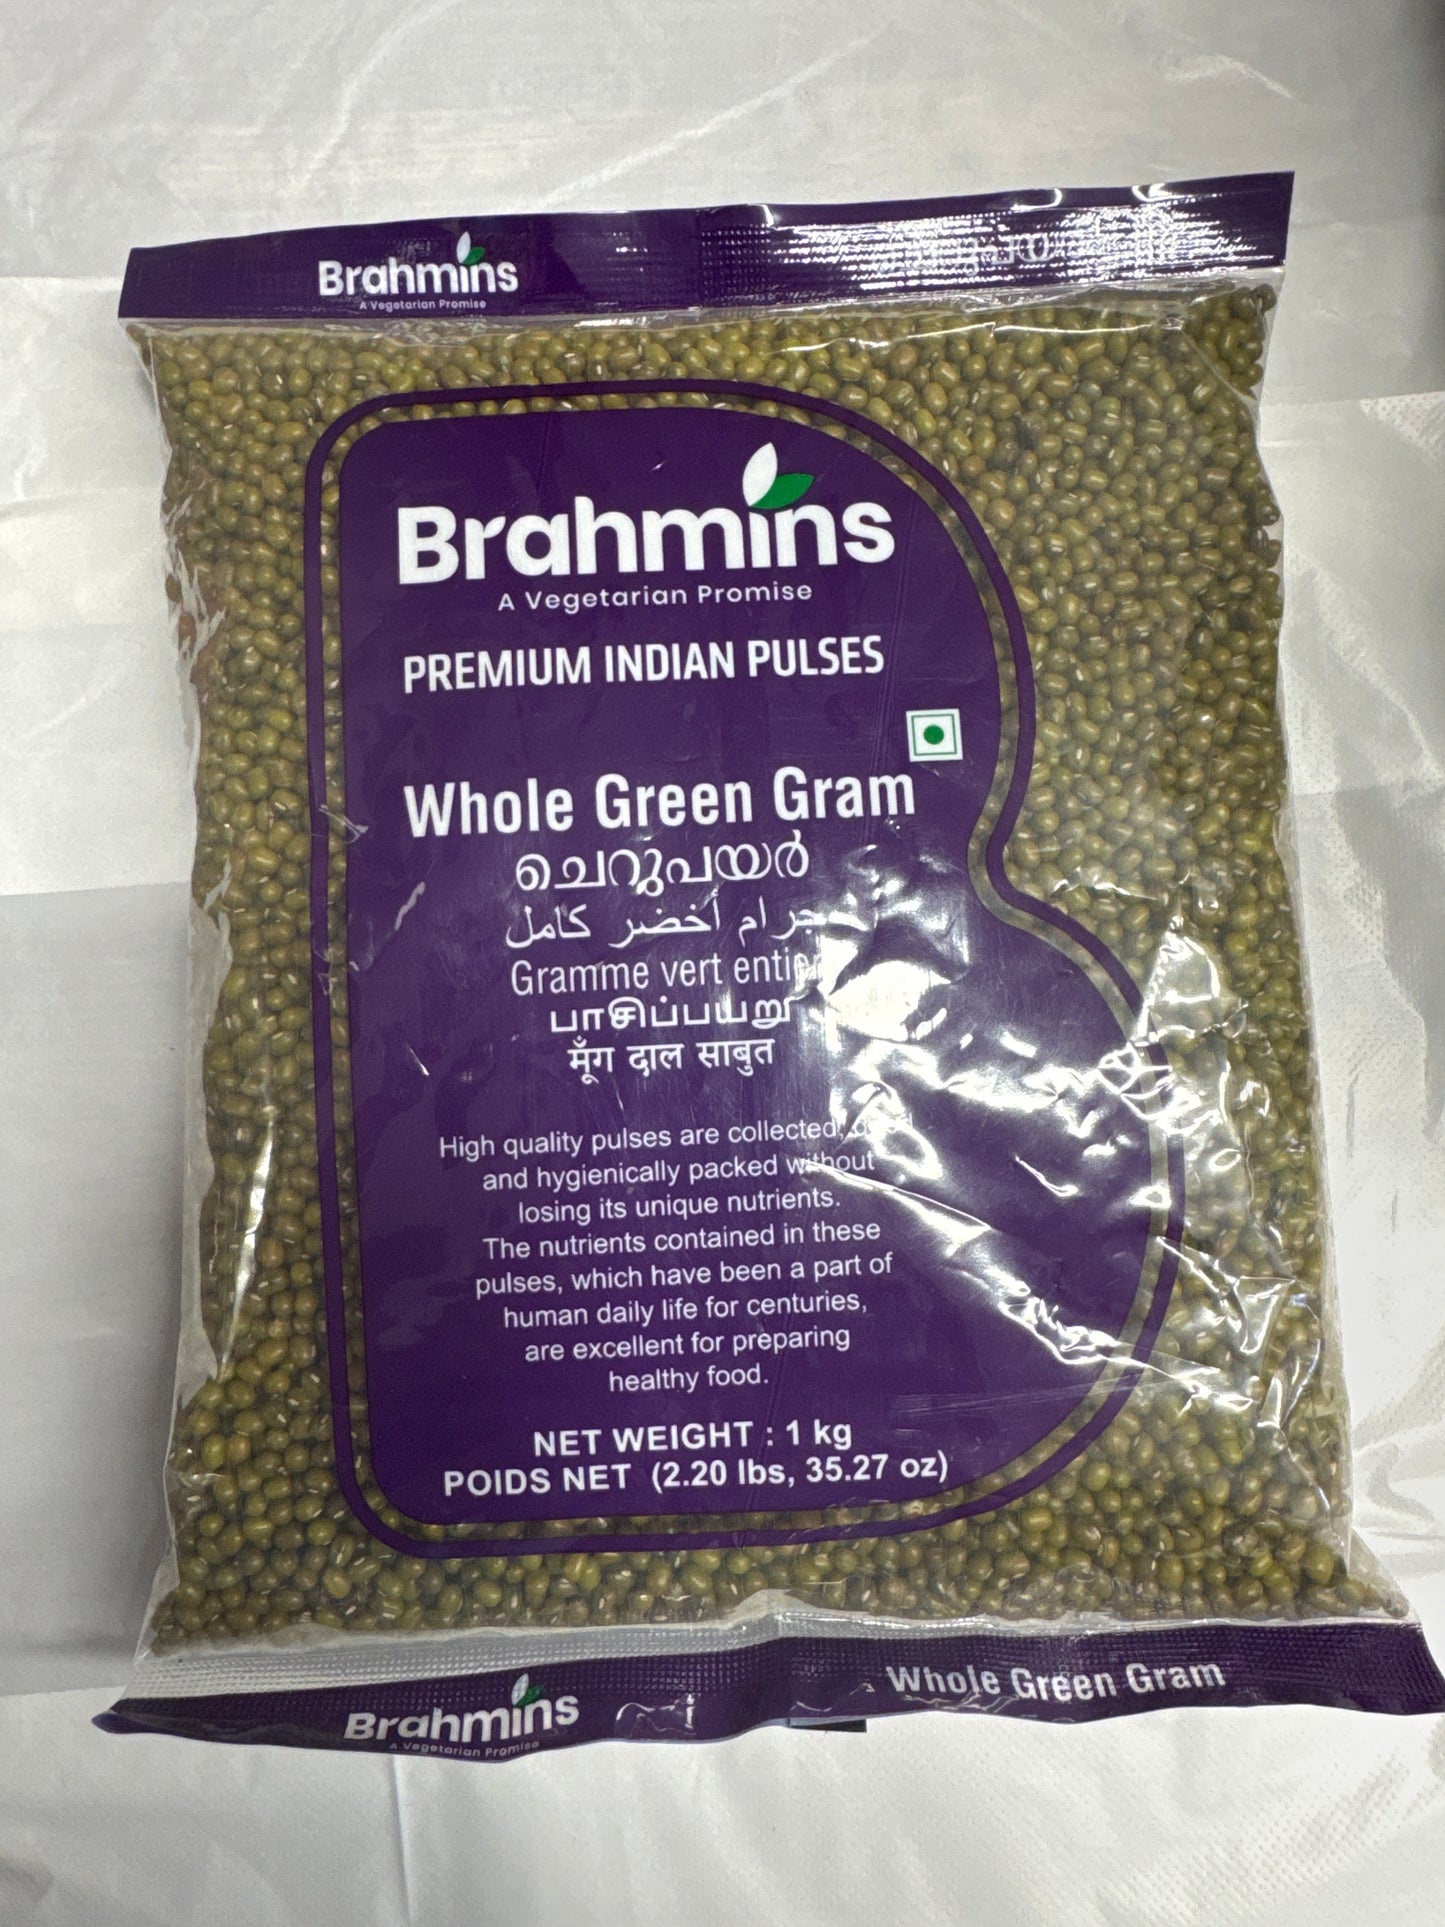 Brahmins
A Vegetarian Promise
Brahmins
A Vegetarian Promise
PREMIUM INDIAN PULSES
Whole Green Gram
ചെറുപയർ
جرام أخضر كامل
Gramme vert entier
பாசிப்பயறு
मूँग दाल साबुत
High quality pulses are collected,
and hygienically packed without
losing its unique nutrients.
The nutrients contained in these
pulses, which have been a part of
human daily life for centuries,
are excellent for preparing
healthy food.
NET WEIGHT : 1 kg
POIDS NET (2.20 lbs, 35.27 oz)
Brahmins
A Vegetarian Promise
Whole Green Gram